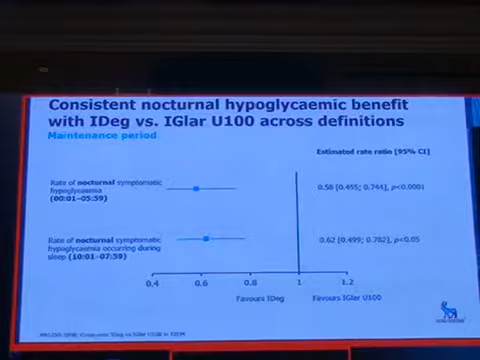 Consistent nocturnal hypoglycaemic benefit
with IDeg vs. IGlar U100 across definitions
Maintenance period
Estimated rate ratio [95% CI]
Rate of nocturnal symptomatic
hypoglycaemia
(00:01–05:59)
0.58 [0.455; 0.744], p<0.001
Rate of nocturnal symptomatic
hypoglycaemia occurring during
sleep (10:01–07:59)
0.62 [0.499; 0.782], p<0.05
0.4 0.6 0.8 1 1.2
Favours IDeg Favours IGlar U100